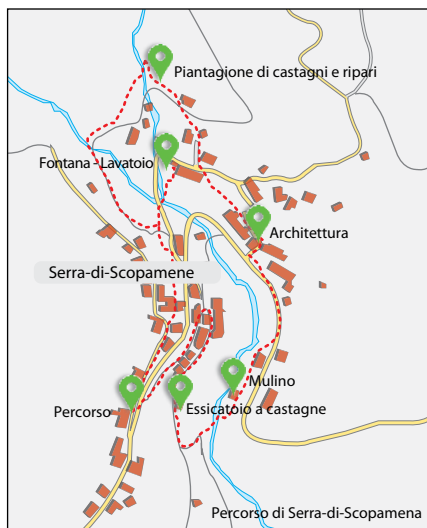 Piantagione di castagni e ripari
Fontana - Lavatoio
Architettura
Serra-di-Scopamene
Mulino
Essicatoio a castagne
Percorso
Percorso di Serra-di-Scopamena